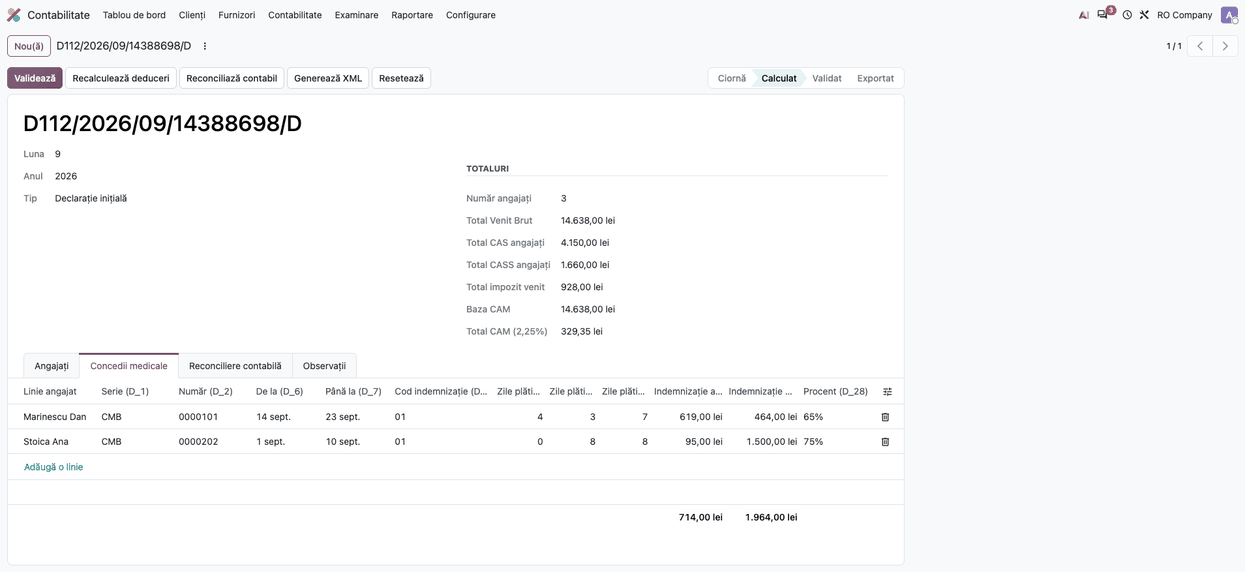 Contabilitate Tablou de bord Clienți Furnizori Contabilitate Examinare Raportare Configurare AI 3 RO Company A
Nou(ă) D112/2026/09/14388698/D 1 / 1
Validează Recalculează deduceri Reconciliază contabil Generează XML Resetează Ciornă Calculat Validat Exportat
D112/2026/09/14388698/D
Luna 9
Anul 2026
Tip Declarație inițială
TOTALURI
Număr angajați 3
Total Venit Brut 14.638,00 lei
Total CAS angajați 4.150,00 lei
Total CASS angajați 1.660,00 lei
Total impozit venit 928,00 lei
Baza CAM 14.638,00 lei
Total CAM (2,25%) 329,35 lei
Angajați Concedii medicale Reconciliere contabilă Observații
Linie angajat Serie (D_1) Număr (D_2) De la (D_6) Până la (D_7) Cod indemnizație (D... Zile plăti... Zile plăti... Zile plăti... Indemnizație a... Indemnizație ... Procent (D_28)
Marinescu Dan CMB 0000101 14 sept. 23 sept. 01 4 3 7 619,00 lei 464,00 lei 65%
Stoica Ana CMB 0000202 1 sept. 10 sept. 01 0 8 8 95,00 lei 1.500,00 lei 75%
Adăugă o linie
714,00 lei 1.964,00 lei